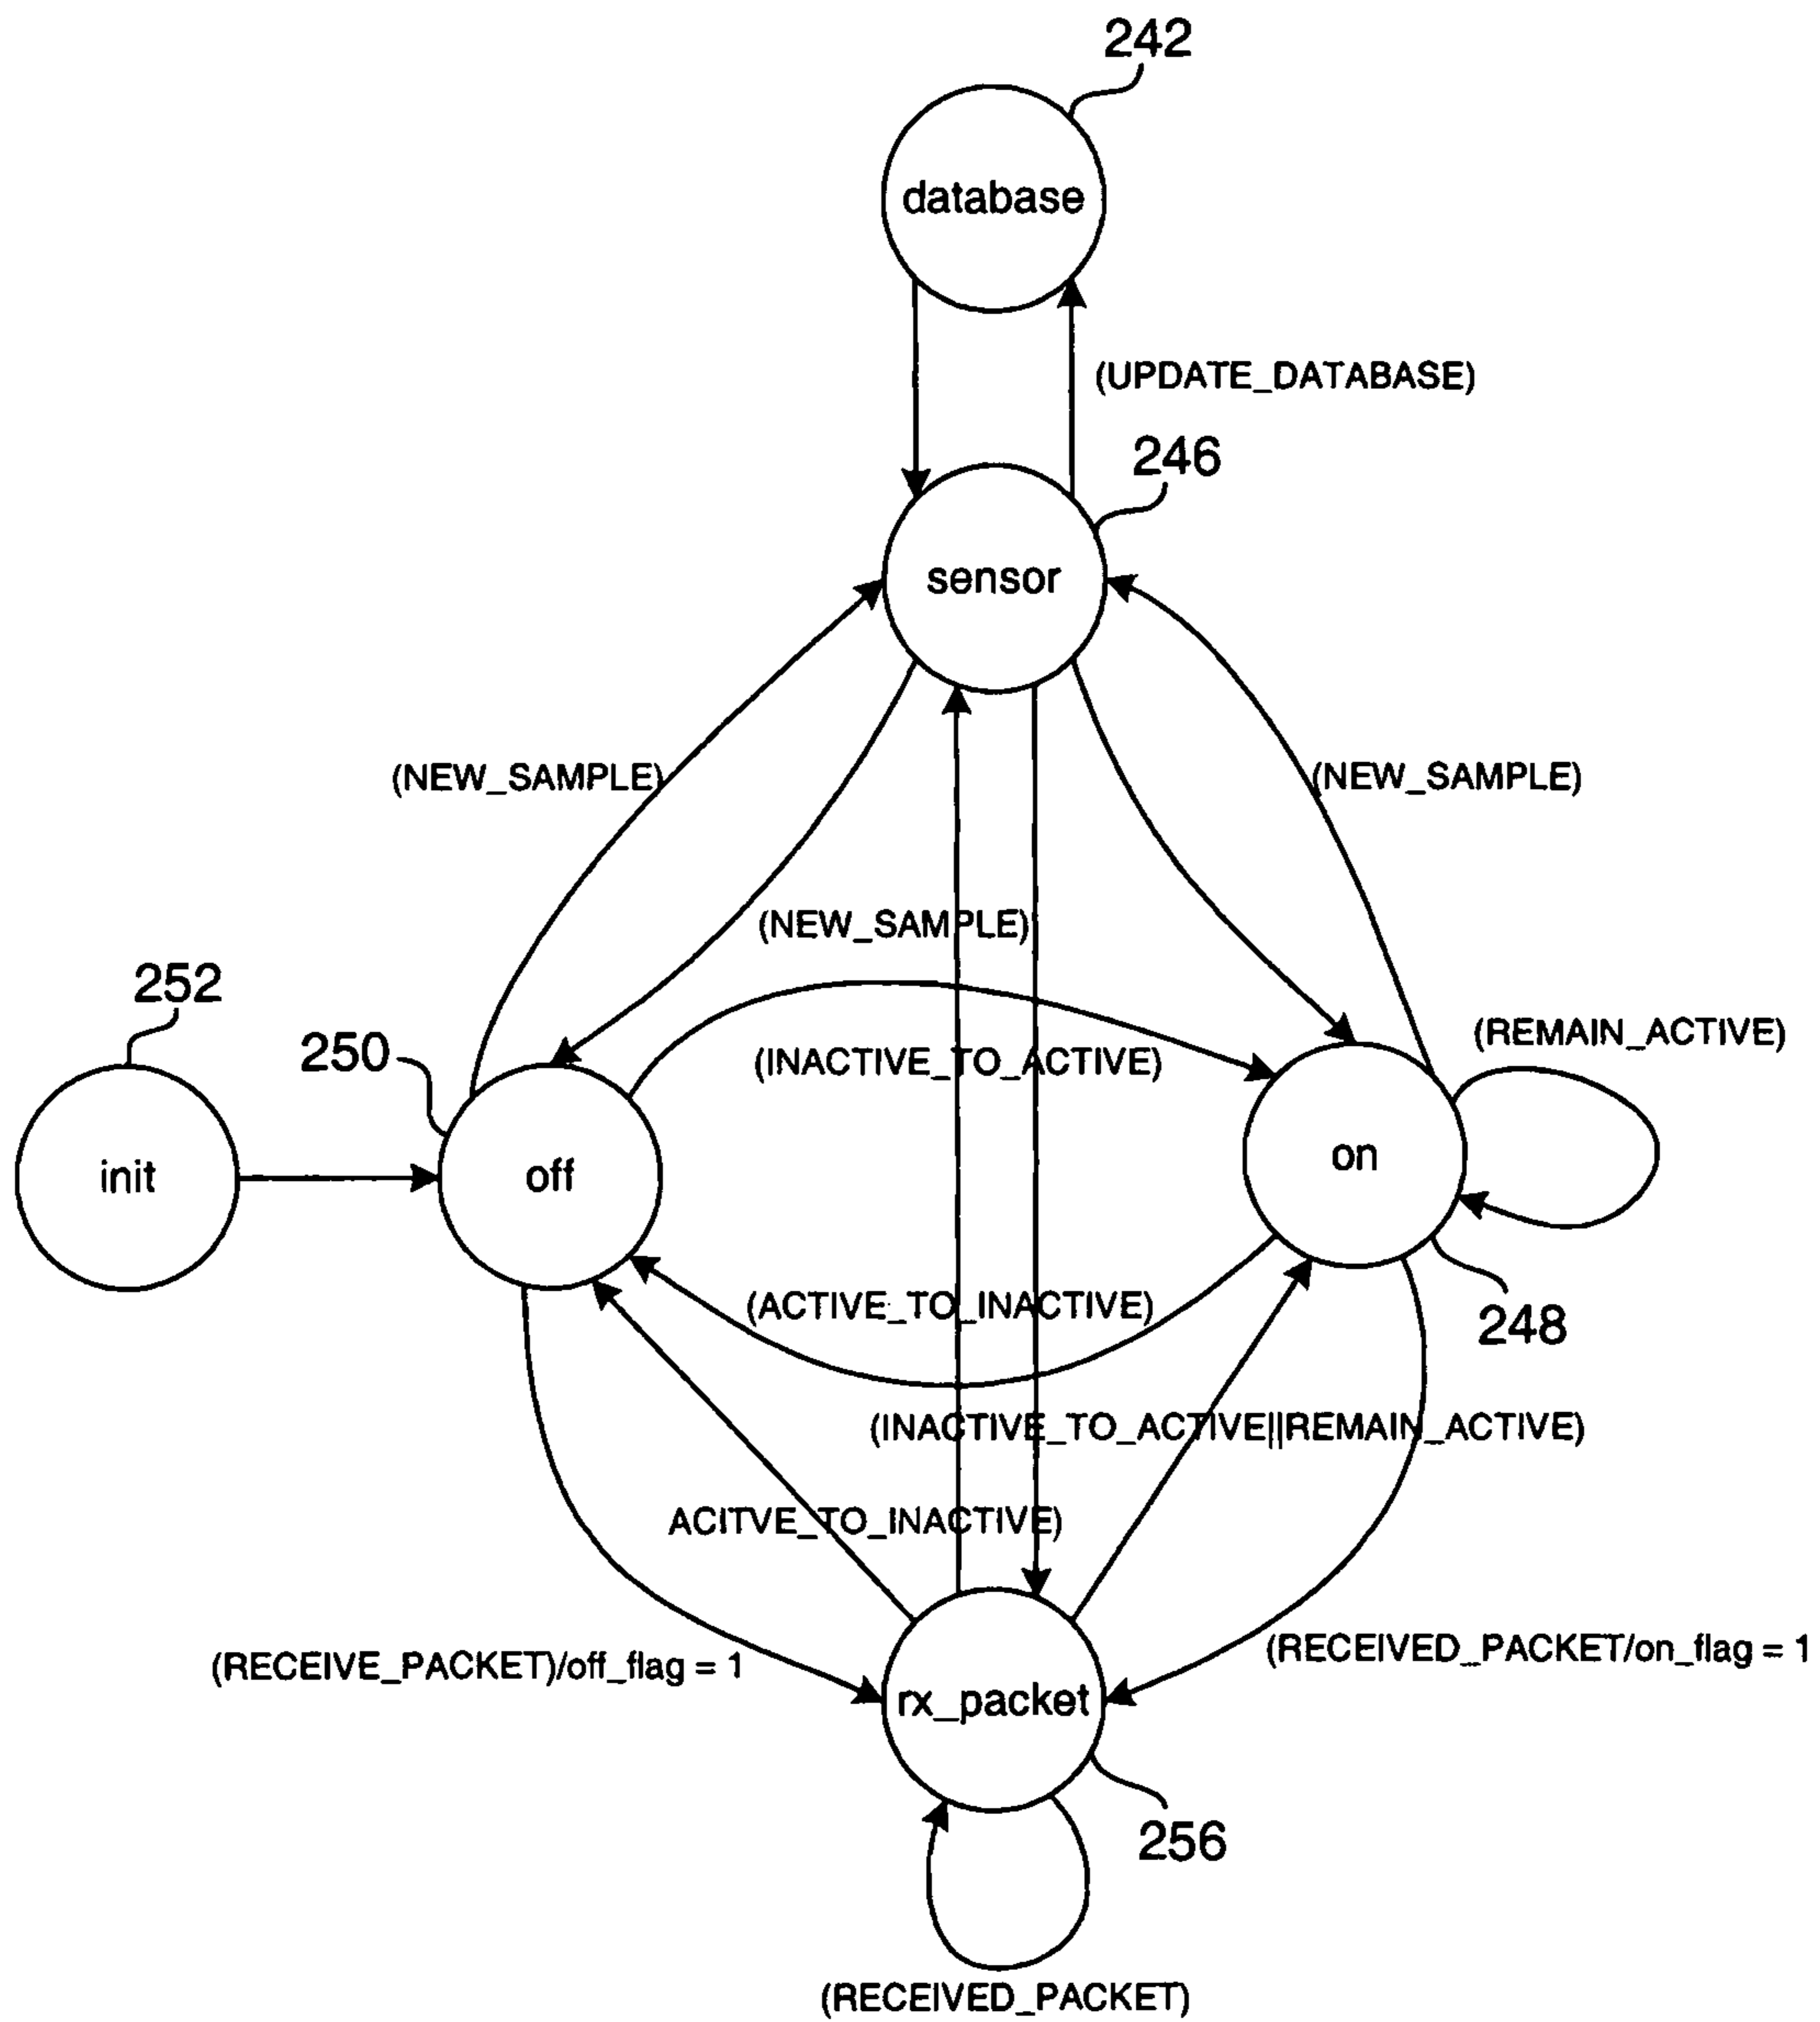 242
database
(UPDATE_DATABASE)
246
sensor
(NEW_SAMPLE)
(NEW_SAMPLE)
(NEW_SAMPLE)
252
250
(REMAIN_ACTIVE)
(INACTIVE_TO_ACTIVE)
init
off
on
(ACTIVE_TO_INACTIVE)
248
(INACTIVE_TO_ACTIVE||REMAIN_ACTIVE)
ACITVE_TO_INACTIVE)
(RECEIVE_PACKET)/off_flag = 1
(RECEIVED_PACKET/on_flag = 1
rx_packet
256
(RECEIVED_PACKET)